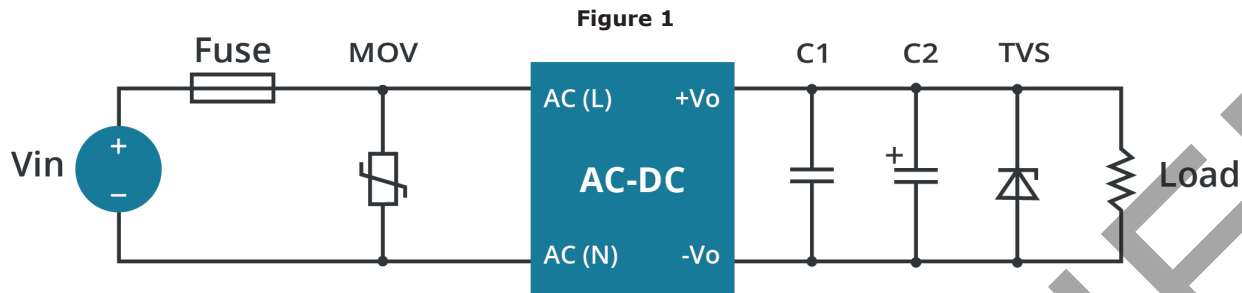 Figure 1
Fuse MOV C1 C2 TVS
AC (L) +Vo
Vin + − AC-DC + Load
AC (N) -Vo